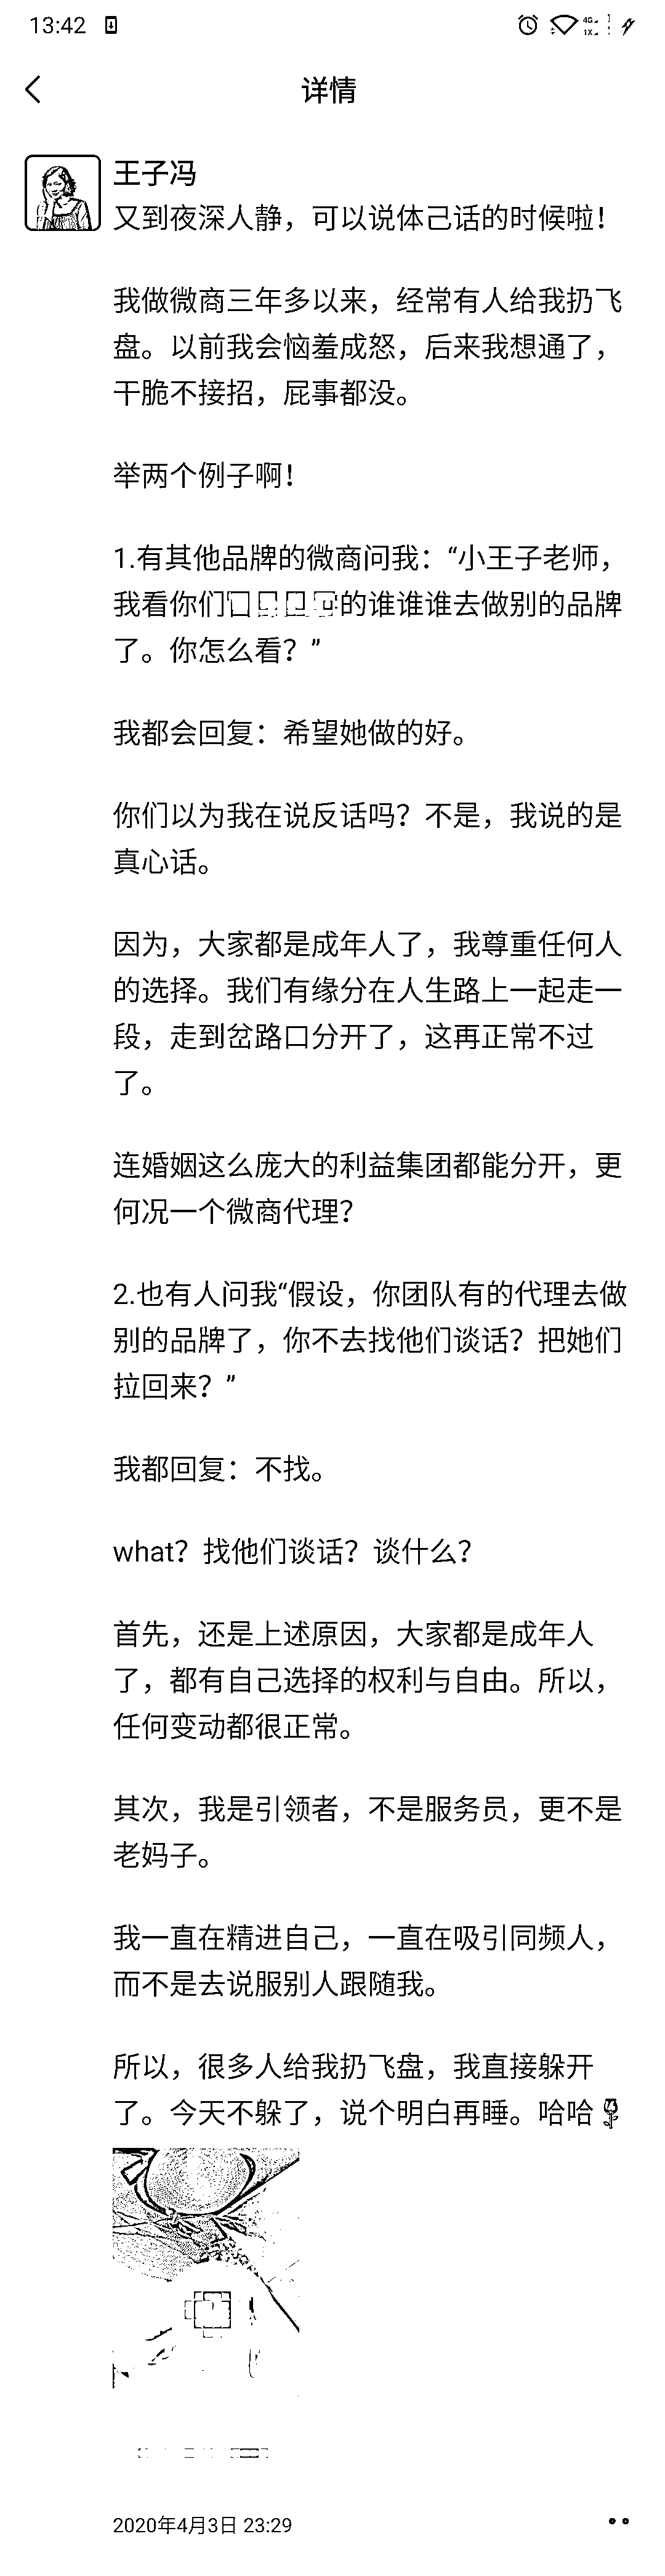 13:42
详情
王子冯
又到夜深人静，可以说体己话的时候啦！
我做微商三年多以来，经常有人给我扔飞
盘。以前我会恼羞成怒，后来我想通了，
干脆不接招，屁事都没。
举两个例子啊！
1.有其他品牌的微商问我：“小王子老师，
我看你们的谁谁谁去做别的品牌
了。你怎么看？”
我都会回复：希望她做的好。
你们以为我在说反话吗？不是，我说的是
真心话。
因为，大家都是成年人了，我尊重任何人
的选择。我们有缘分在人生路上一起走一
段，走到岔路口分开了，这再正常不过
了。
连婚姻这么庞大的利益集团都能分开，更
何况一个微商代理？
2.也有人问我“假设，你团队有的代理去做
别的品牌了，你不去找他们谈话？把她们
拉回来？”
我都回复：不找。
what？找他们谈话？谈什么？
首先，还是上述原因，大家都是成年人
了，都有自己选择的权利与自由。所以，
任何变动都很正常。
其次，我是引领者，不是服务员，更不是
老妈子。
我一直在精进自己，一直在吸引同频人，
而不是去说服别人跟随我。
所以，很多人给我扔飞盘，我直接躲开
了。今天不躲了，说个明白再睡。哈哈🌹
2020年4月3日 23:29